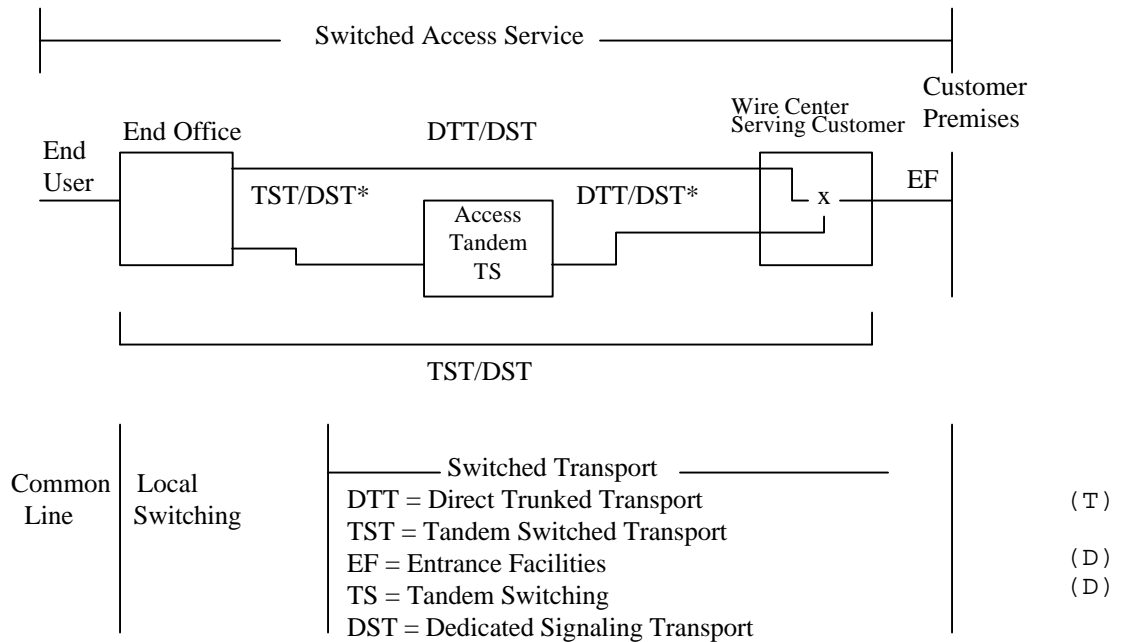 Switched Access Service
Customer
Premises
Wire Center
Serving Customer
End Office
DTT/DST
End
User
EF
TST/DST*
DTT/DST*
x
Access
Tandem
TS
TST/DST
Switched Transport
Common
Line
Local
Switching
DTT = Direct Trunked Transport
(T)
TST = Tandem Switched Transport
EF = Entrance Facilities
(D)
TS = Tandem Switching
(D)
DST = Dedicated Signaling Transport